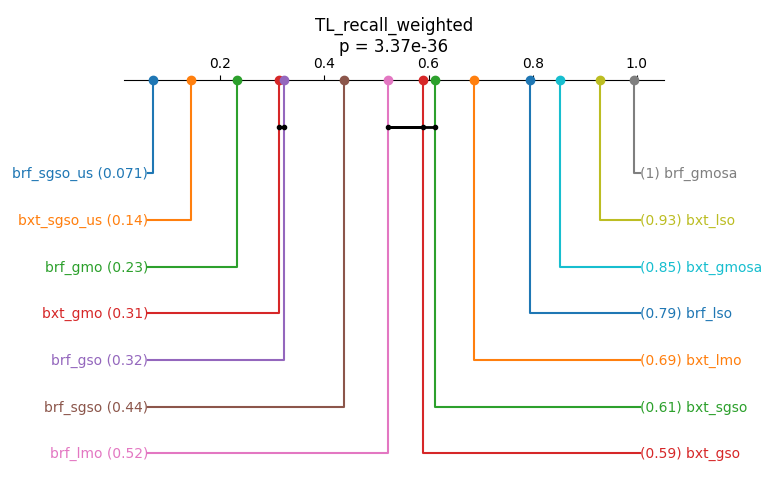 TL_recall_weighted
p = 3.37e-36
0.2 0.4 0.6 0.8 1.0
brf_sgso_us (0.071) (1) brf_gmosa
bxt_sgso_us (0.14) (0.93) bxt_lso
brf_gmo (0.23) (0.85) bxt_gmosa
bxt_gmo (0.31) (0.79) brf_lso
brf_gso (0.32) (0.69) bxt_lmo
brf_sgso (0.44) (0.61) bxt_sgso
brf_lmo (0.52) (0.59) bxt_gso